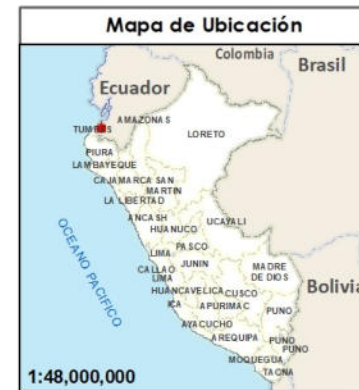 Mapa de Ubicación
Colombia
Brasil
Ecuador
AMAZONAS
TUMBES
LORETO
PIURA
LAMBAYEQUE
CAJAMARCA SAN
MARTIN
LA LIBERTAD
ANCASH
HUANUCO
UCAYALI
PASCO
LIMA
JUNIN
CALLAO
LIMA
MADRE
DE DIOS
HUANCAVELICA CUSCO
Bolivia
ICA
APURIMAC
PUNO
AYACUCHO
AREQUIPA
PUNO
PUNO
MOQUEGUA
TACNA
OCEANO PACIFICO
1:48,000,000